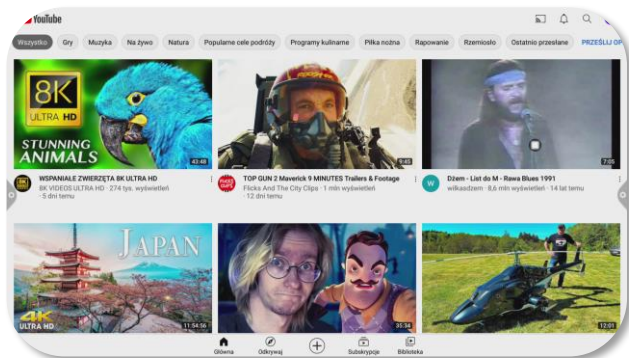 YouTube
Wszystko Gry Muzyka Na żywo Natura Popularne cele podróży Programy kulinarne Piłka nożna Rapowanie Rzemiosło Ostatnio przesłane PRZEŚLIJ OP
8K
ULTRA HD
STUNNING
ANIMALS
43:48
9:45
7:05
WSPANIAŁE ZWIERZĘTA 8K ULTRA HD
8K VIDEOS ULTRA HD · 274 tys. wyświetleń
· 5 dni temu
TOP GUN 2 Maverick 9 MINUTES Trailers & Footage
Flicks And The City Clips · 1 mln wyświetleń
· 12 dni temu
W
Dżem - List do M - Rawa Blues 1991
wilkasdzem · 8,6 mln wyświetleń · 14 lat temu
JAPAN
4K
ULTRA HD
11:54:56
35:34
12:01
Główna Odkrywaj Subskrypcje Biblioteka